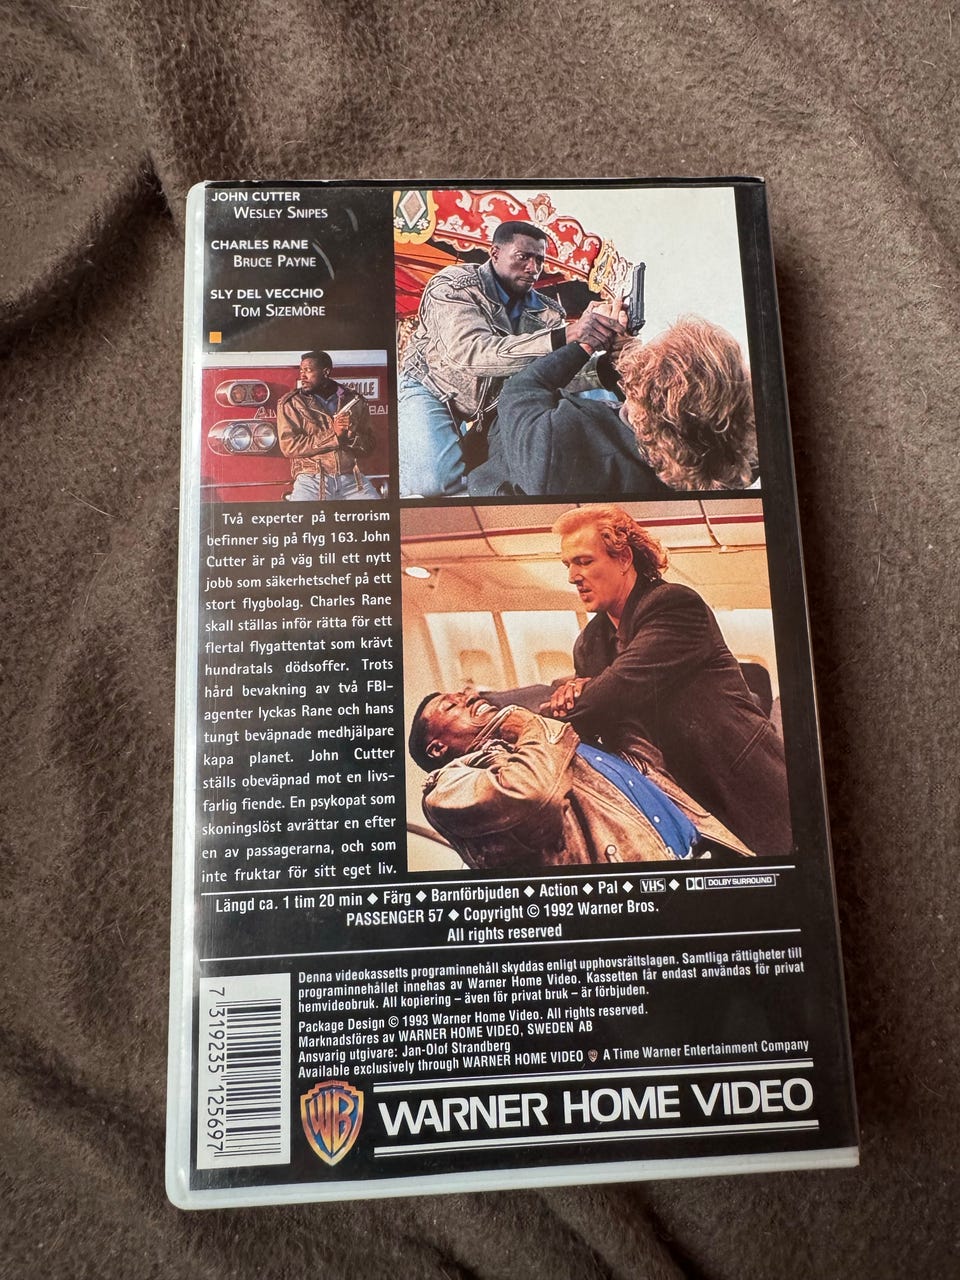 JOHN CUTTER
WESLEY SNIPES
CHARLES RANE
BRUCE PAYNE
SLY DEL VECCHIO
TOM SIZEMORE
Två experter på terrorism
befinner sig på flyg 163. John
Cutter är på väg till ett nytt
jobb som säkerhetschef på ett
stort flygbolag. Charles Rane
skall ställas inför rätta för ett
flertal flygattentat som krävt
hundratals dödsoffer. Trots
hård bevakning av två FBI-
agenter lyckas Rane och hans
tungt beväpnade medhjälpare
kapa planet. John Cutter
ställs obeväpnad mot en livs-
farlig fiende. En psykopat som
skoningslöst avrättar en efter
en av passagerarna, och som
inte fruktar för sitt eget liv.
Längd ca. 1 tim 20 min ◆ Färg ◆ Barnförbjuden ◆ Action ◆ Pal ◆ VHS ◆ DOLBY SURROUND
PASSENGER 57 ◆ Copyright © 1992 Warner Bros.
All rights reserved
Denna videokassetts programinnehåll skyddas enligt upphovsrättslagen. Samtliga rättigheter till
programinnehållet innehas av Warner Home Video. Kassetten får endast användas för privat
hemvideobruk. All kopiering – även för privat bruk – är förbjuden.
Package Design © 1993 Warner Home Video. All rights reserved.
Marknadsföres av WARNER HOME VIDEO, SWEDEN AB
Ansvarig utgivare: Jan-Olof Strandberg
Available exclusively through WARNER HOME VIDEO A Time Warner Entertainment Company
7 319235 125697
WB WARNER HOME VIDEO